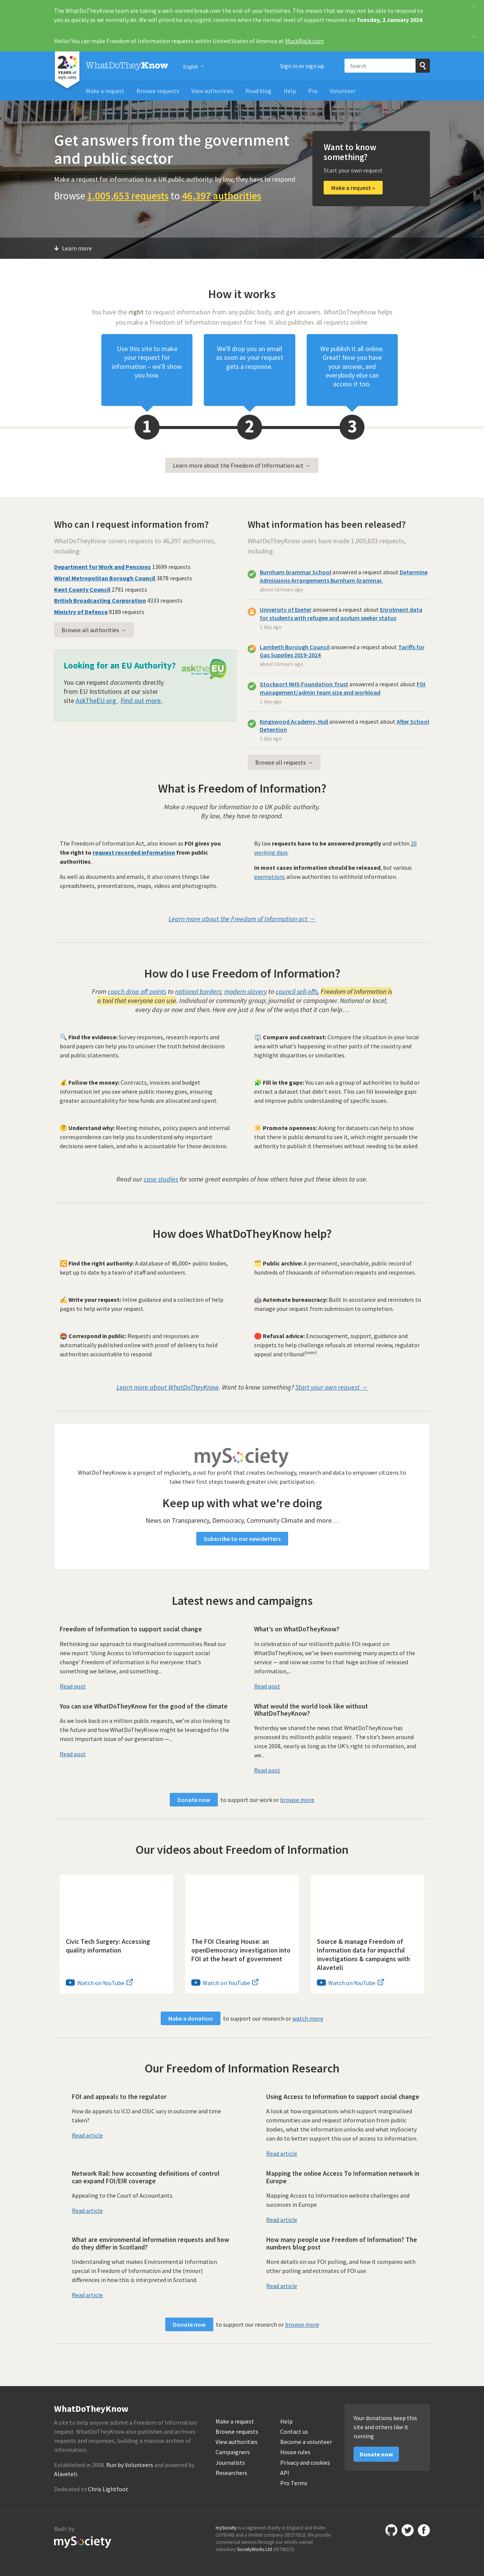 The WhatDoTheyKnow team are taking a well-earned break over the end-of-year festivities. This means that we may not be able to respond to
you as quickly as we normally do. We will prioritise any urgent concerns when the normal level of support resumes on Tuesday, 2 January 2024.
Hello! You can make Freedom of Information requests within United States of America at MuckRock.com
WhatDoTheyKnow
English
Sign in or sign up
Search
Make a request
Browse requests
View authorities
Read blog
Help
Pro
Volunteer
Get answers from the government
and public sector
Make a request for information to a UK public authority: by law, they have to respond
Browse 1,005,653 requests to 46,397 authorities
Want to know
something?
Start your own request
Make a request »
Learn more
How it works
You have the right to request information from any public body, and get answers. WhatDoTheyKnow helps
you make a Freedom of Information request for free. It also publishes all requests online.
Use this site to make
your request for
information – we'll show
you how.
We'll drop you an email
as soon as your request
gets a response.
We publish it all online.
Great! Now you have
your answer, and
everybody else can
access it too.
1
2
3
Learn more about the Freedom of Information act →
Who can I request information from?
WhatDoTheyKnow covers requests to 46,397 authorities,
including:
Department for Work and Pensions 13699 requests
Wirral Metropolitan Borough Council 3878 requests
Kent County Council 2791 requests
British Broadcasting Corporation 4333 requests
Ministry of Defence 8189 requests
Browse all authorities →
Looking for an EU Authority?
asktheEU
You can request documents directly
from EU Institutions at our sister
site AskTheEU.org . Find out more .
What information has been released?
WhatDoTheyKnow users have made 1,005,653 requests,
including:
Burnham Grammar School answered a request about Determine
Admissions Arrangements Burnham Grammar.
about 16 hours ago
University of Exeter answered a request about Enrolment data
for students with refugee and asylum seeker status
1 day ago
Lambeth Borough Council answered a request about Tariffs for
Gas Supplies 2019-2024
about 16 hours ago
Stockport NHS Foundation Trust answered a request about FOI
management/admin team size and workload
1 day ago
Kingswood Academy, Hull answered a request about After School
Detention
1 day ago
Browse all requests →
What is Freedom of Information?
Make a request for information to a UK public authority.
By law, they have to respond.
The Freedom of Information Act, also known as FOI gives you
the right to request recorded information from public
authorities.
As well as documents and emails, it also covers things like
spreadsheets, presentations, maps, videos and photographs.
By law requests have to be answered promptly and within 20
working days.
In most cases information should be released, but various
exemptions allow authorities to withhold information.
Learn more about the Freedom of Information act →
How do I use Freedom of Information?
From coach drop off points to national borders; modern slavery to council sell-offs, Freedom of Information is
a tool that everyone can use. Individual or community group; journalist or campaigner. National or local;
every day or now and then. Here are just a few of the ways that it can help…
🔍 Find the evidence: Survey responses, research reports and
board papers can help you to uncover the truth behind decisions
and public statements.
⚖️ Compare and contrast: Compare the situation in your local
area with what’s happening in other parts of the country and
highlight disparities or similarities.
💰 Follow the money: Contracts, invoices and budget
information let you see where public money goes, ensuring
greater accountability for how funds are allocated and spent.
🧩 Fill in the gaps: You can ask a group of authorities to build or
extract a dataset that didn’t exist. This can fill knowledge gaps
and improve public understanding of specific issues.
🤔 Understand why: Meeting minutes, policy papers and internal
correspondence help you to understand why important
decisions were taken, and who is accountable for those decisions.
☀️ Promote openness: Asking for datasets can help to show
that there is public demand to see it, which might persuade the
authority to publish it themselves without needing to be asked.
Read our case studies for some great examples of how others have put these ideas to use.
How does WhatDoTheyKnow help?
🔀 Find the right authority: A database of 46,000+ public bodies,
kept up to date by a team of staff and volunteers.
🗂️ Public archive: A permanent, searchable, public record of
hundreds of thousands of information requests and responses.
✍️ Write your request: Inline guidance and a collection of help
pages to help write your request.
🤖 Automate bureaucracy: Built in assistance and reminders to
manage your request from submission to completion.
Correspond in public: Requests and responses are
automatically published online with proof of delivery to hold
authorities accountable to respond.
🛑 Refusal advice: Encouragement, support, guidance and
snippets to help challenge refusals at internal review, regulator
appeal and tribunal[soon].
Learn more about WhatDoTheyKnow. Want to know something? Start your own request →
mySociety
WhatDoTheyKnow is a project of mySociety, a not for profit that creates technology, research and data to empower citizens to
take their first steps towards greater civic participation.
Keep up with what we're doing
News on Transparency, Democracy, Community Climate and more…
Subscribe to our newsletters
Latest news and campaigns
Freedom of Information to support social change
Rethinking our approach to marginalised communities Read our
new report ‘Using Access to Information to support social
change’ Freedom of information is for everyone: that’s
something we believe, and something...
Read post
What’s on WhatDoTheyKnow?
In celebration of our millionth public FOI request on
WhatDoTheyKnow, we’ve been examining many aspects of the
service — and now we come to that huge archive of released
information,...
Read post
You can use WhatDoTheyKnow for the good of the climate
As we look back on a million public requests, we’re also looking to
the future and how WhatDoTheyKnow might be leveraged for the
most important issue of our generation —...
Read post
What would the world look like without
WhatDoTheyKnow?
Yesterday we shared the news that WhatDoTheyKnow has
processed its millionth public request. The site’s been around
since 2008, nearly as long as the UK’s right to information, and
we...
Read post
Donate now to support our work or browse more
Our videos about Freedom of Information
Civic Tech Surgery: Accessing
quality information
Watch on YouTube
The FOI Clearing House: an
openDemocracy investigation into
FOI at the heart of government
Watch on YouTube
Source & manage Freedom of
Information data for impactful
investigations & campaigns with
Alaveteli
Watch on YouTube
Make a donation to support our research or watch more
Our Freedom of Information Research
FOI and appeals to the regulator
How do appeals to ICO and OSIC vary in outcome and time
taken?
Read article
Using Access to Information to support social change
A look at how organisations which support marginalised
communities use and request information from public
bodies, what the information unlocks and what mySociety
can do to better support this use of access to information.
Read article
Network Rail: how accounting definitions of control
can expand FOI/EIR coverage
Appealing to the Court of Accountants.
Read article
Mapping the online Access To Information network in
Europe
Mapping Access to Information website challenges and
successes in Europe
Read article
What are environmental information requests and how
do they differ in Scotland?
Understanding what makes Environmental Information
special in Freedom of Information and the (minor)
differences in how this is interpreted in Scotland.
Read article
How many people use Freedom of Information? The
numbers blog post
More details on our FOI polling, and how it compares with
other polling and estimates of FOI use.
Read article
Donate now to support our research or browse more
WhatDoTheyKnow
A site to help anyone submit a Freedom of Information
request. WhatDoTheyKnow also publishes and archives
requests and responses, building a massive archive of
information.
Established in 2008. Run by Volunteers and powered by
Alaveteli.
Dedicated to Chris Lightfoot.
Make a request
Browse requests
View authorities
Campaigners
Journalists
Researchers
Help
Contact us
Become a volunteer
House rules
Privacy and cookies
API
Pro Terms
Your donations keep this
site and others like it
running
Donate now
Built by
mySociety
mySociety is a registered charity in England and Wales
(1076346) and a limited company (03277032). We provide
commercial services through our wholly owned
subsidiary SocietyWorks Ltd (05798215).